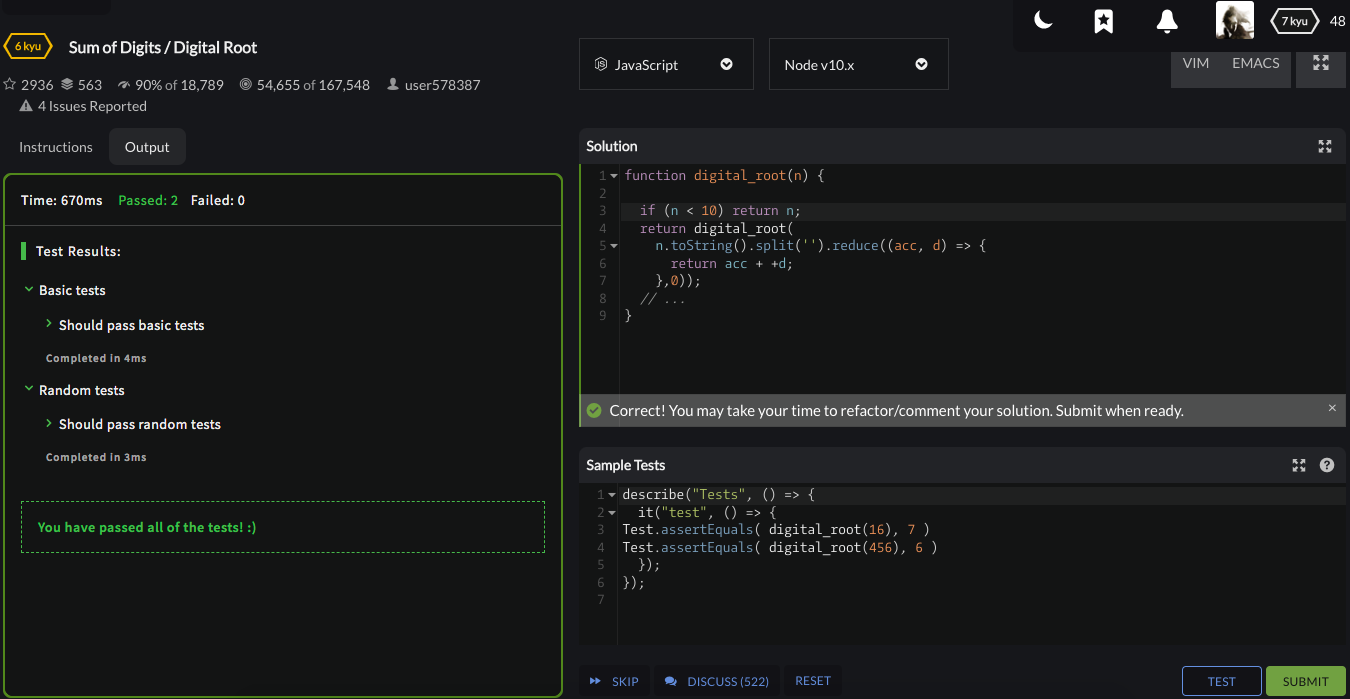 7 kyu 48
6 kyu Sum of Digits / Digital Root
2936 563 90% of 18,789 54,655 of 167,548 user578387
4 Issues Reported
JavaScript Node v10.x VIM EMACS
Instructions Output
Time: 670ms Passed: 2 Failed: 0
Test Results:
Basic tests
Should pass basic tests
Completed in 4ms
Random tests
Should pass random tests
Completed in 3ms
You have passed all of the tests! :)
Solution
1 function digital_root(n) {
2
3 if (n < 10) return n;
4 return digital_root(
5 n.toString().split('').reduce((acc, d) => {
6 return acc + +d;
7 },0));
8 // ...
9 }
Correct! You may take your time to refactor/comment your solution. Submit when ready. ×
Sample Tests ?
1 describe("Tests", () => {
2 it("test", () => {
3 Test.assertEquals( digital_root(16), 7 )
4 Test.assertEquals( digital_root(456), 6 )
5 });
6 });
7
SKIP DISCUSS (522) RESET TEST SUBMIT